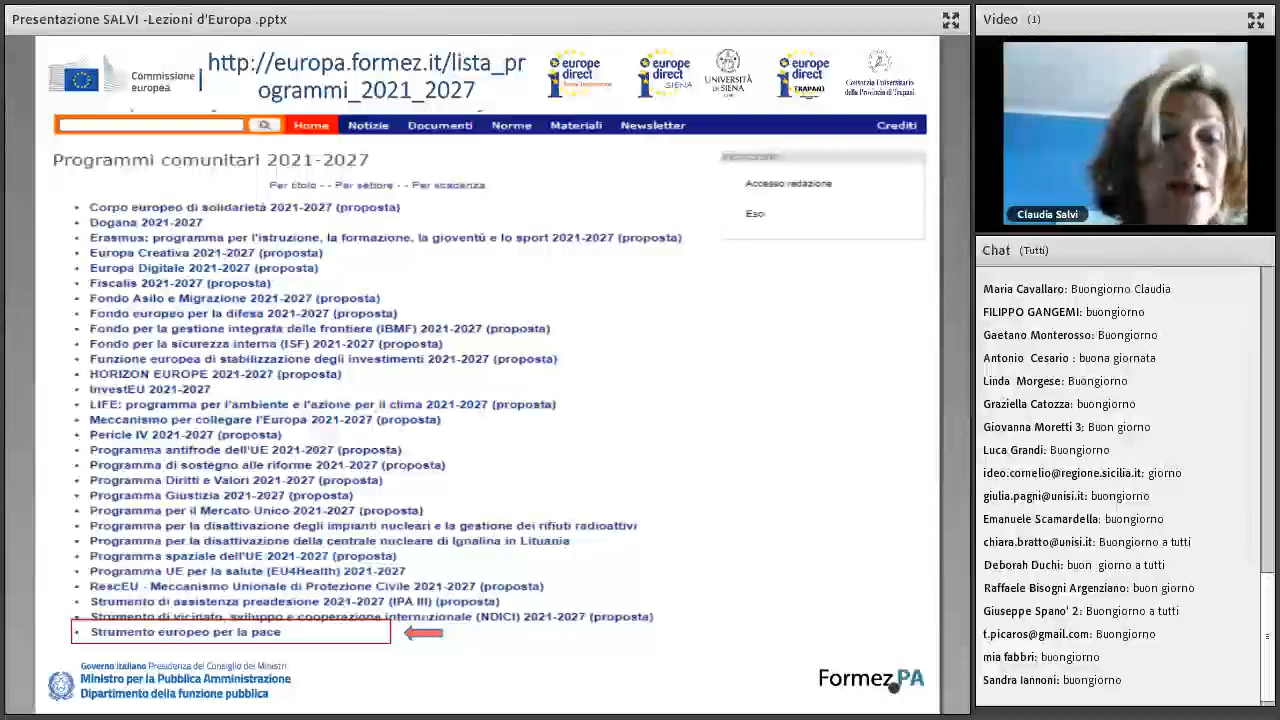 Presentazione SALVI -Lezioni d'Europa .pptx
Commissione
europea
http://europa.formez.it/lista_pr
ogrammi_2021_2027
europe
direct
europe
direct
SIENA
UNIVERSITÀ
DI SIENA
europe
direct
TRAPANI
Consorzio Universitario
della Provincia di Trapani
Home
Notizie
Documenti
Norme
Materiali
Newsletter
Crediti
Programmi comunitari 2021-2027
Per titolo - - Per settore - - Per scadenza
Accesso redazione
Esci
• Corpo europeo di solidarietà 2021-2027 (proposta)
• Dogana 2021-2027
• Erasmus: programma per l'istruzione, la formazione, la gioventù e lo sport 2021-2027 (proposta)
• Europa Creativa 2021-2027 (proposta)
• Europa Digitale 2021-2027 (proposta)
• Fiscalis 2021-2027 (proposta)
• Fondo Asilo e Migrazione 2021-2027 (proposta)
• Fondo europeo per la difesa 2021-2027 (proposta)
• Fondo per la gestione integrata delle frontiere (IBMF) 2021-2027 (proposta)
• Fondo per la sicurezza interna (ISF) 2021-2027 (proposta)
• Funzione europea di stabilizzazione degli investimenti 2021-2027 (proposta)
• HORIZON EUROPE 2021-2027 (proposta)
• InvestEU 2021-2027
• LIFE: programma per l'ambiente e l'azione per il clima 2021-2027 (proposta)
• Meccanismo per collegare l'Europa 2021-2027 (proposta)
• Pericle IV 2021-2027 (proposta)
• Programma antifrode dell'UE 2021-2027 (proposta)
• Programma di sostegno alle riforme 2021-2027 (proposta)
• Programma Diritti e Valori 2021-2027 (proposta)
• Programma Giustizia 2021-2027 (proposta)
• Programma per il Mercato Unico 2021-2027 (proposta)
• Programma per la disattivazione degli impianti nucleari e la gestione dei rifiuti radioattivi
• Programma per la disattivazione della centrale nucleare di Ignalina in Lituania
• Programma spaziale dell'UE 2021-2027 (proposta)
• Programma UE per la salute (EU4Health) 2021-2027
• RescEU - Meccanismo Unionale di Protezione Civile 2021-2027 (proposta)
• Strumento di assistenza preadesione 2021-2027 (IPA III) (proposta)
• Strumento di vicinato, sviluppo e cooperazione internazionale (NDICI) 2021-2027 (proposta)
• Strumento europeo per la pace
Governo Italiano Presidenza del Consiglio dei Ministri
Ministro per la Pubblica Amministrazione
Dipartimento della funzione pubblica
Formez PA
Video (1)
Claudia Salvi
Chat (Tutti)
Maria Cavallaro: Buongiorno Claudia
FILIPPO GANGEMI: buongiorno
Gaetano Monterosso: Buongiorno
Antonio Cesario : buona giornata
Linda Morgese: Buongiorno
Graziella Catozza: buongiorno
Giovanna Moretti 3: Buon giorno
Luca Grandi: Buongiorno
ideo.cornelio@regione.sicilia.it: giorno
giulia.pagni@unisi.it: buongiorno
Emanuele Scamardella: buongiorno
chiara.bratto@unisi.it: Buongiorno a tutti
Deborah Duchi: buon giorno a tutti
Raffaele Bisogni Argenziano: buon giorno
Giuseppe Spano' 2: Buongiorno a tutti
t.picaros@gmail.com: Buongiorno
mia fabbri: buongiorno
Sandra Iannoni: buongiorno